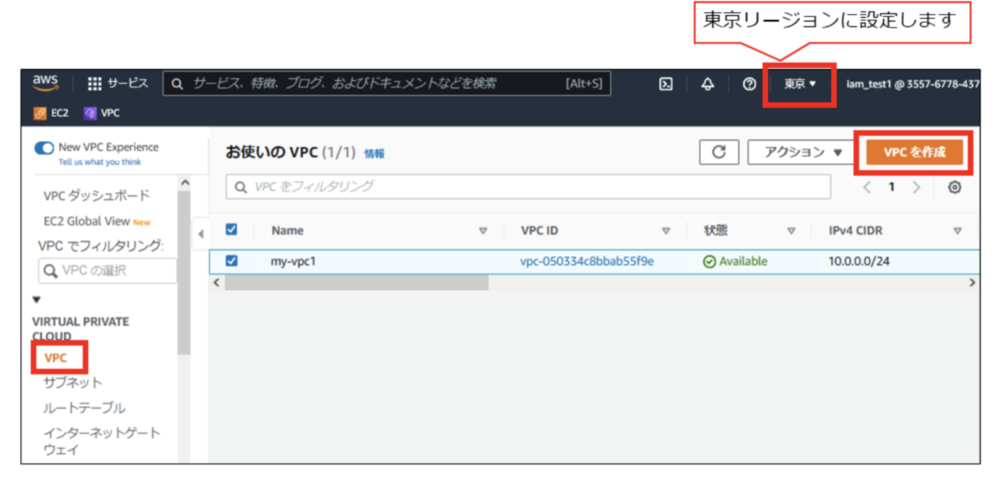 東京リージョンに設定します
aws サービス サービス、特徴、ブログ、およびドキュメントなどを検索 [Alt+S] 東京 iam_test1 @ 3557-6778-437
EC2 VPC
New VPC Experience
Tell us what you think
お使いの VPC (1/1) 情報 アクション VPC を作成
VPC をフィルタリング 1
VPC ダッシュボード
EC2 Global View New
VPC でフィルタリング:
VPC の選択
Name VPC ID 状態 IPv4 CIDR
my-vpc1 vpc-050334c8bbab55f9e Available 10.0.0.0/24
VIRTUAL PRIVATE
CLOUD
VPC
サブネット
ルートテーブル
インターネットゲート
ウェイ